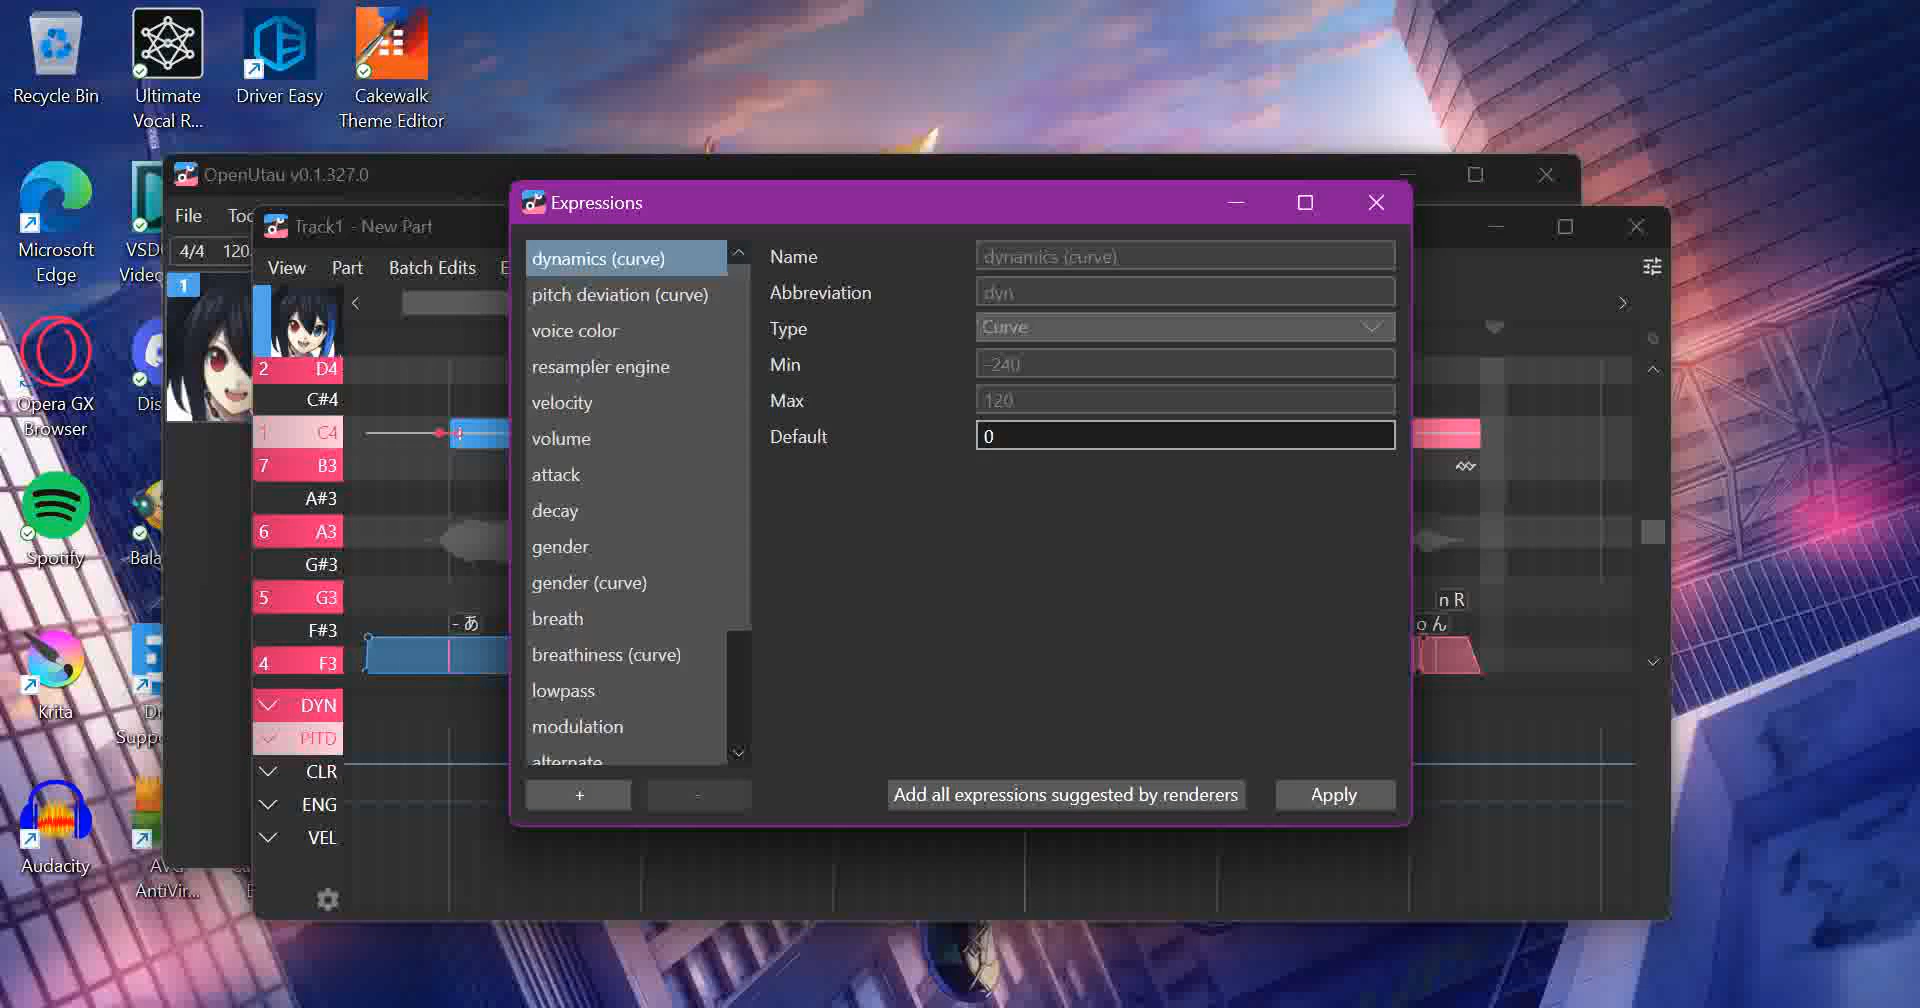 Recycle Bin
Ultimate
Vocal R...
Driver Easy
Cakewalk
Theme Editor
Microsoft
Edge
Opera GX
Browser
Dis
Spotify
Bala
Krita
Audacity
AntiVir...
OpenUtau v0.1.327.0
File
4/4 120
1
Track1 - New Part
View Part Batch Edits E
2 D4
C#4
1 C4
7 B3
A#3
6 A3
G#3
5 G3
F#3
4 F3
DYN
PITD
CLR
ENG
VEL
- あ
n R
o ん
Expressions
dynamics (curve)
pitch deviation (curve)
voice color
resampler engine
velocity
volume
attack
decay
gender
gender (curve)
breath
breathiness (curve)
lowpass
modulation
alternate
+ -
Name dynamics (curve)
Abbreviation dyn
Type Curve
Min -240
Max 120
Default 0
Add all expressions suggested by renderers
Apply